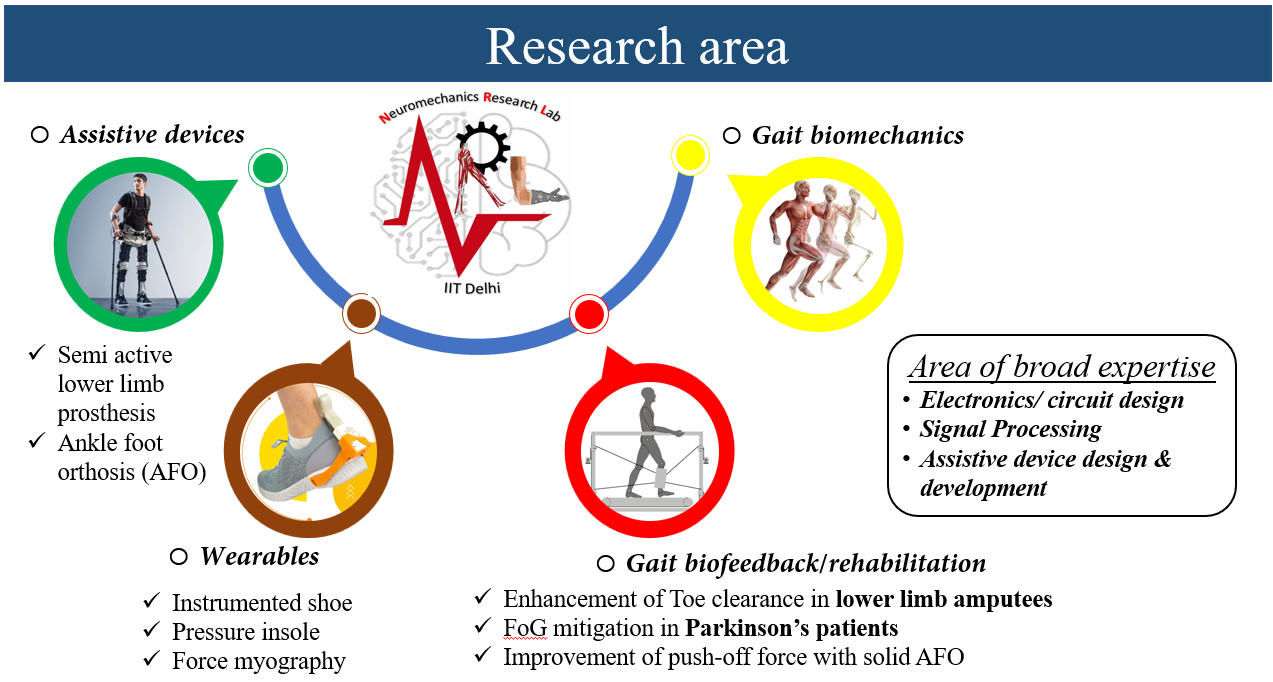 Research area
Neuromechanics Research Lab
IIT Delhi
Assistive devices
Semi active
lower limb
prosthesis
Ankle foot
orthosis (AFO)
Wearables
Instrumented shoe
Pressure insole
Force myography
Gait biofeedback/rehabilitation
Enhancement of Toe clearance in lower limb amputees
FoG mitigation in Parkinson’s patients
Improvement of push-off force with solid AFO
Gait biomechanics
Area of broad expertise
• Electronics/ circuit design
• Signal Processing
• Assistive device design &
development